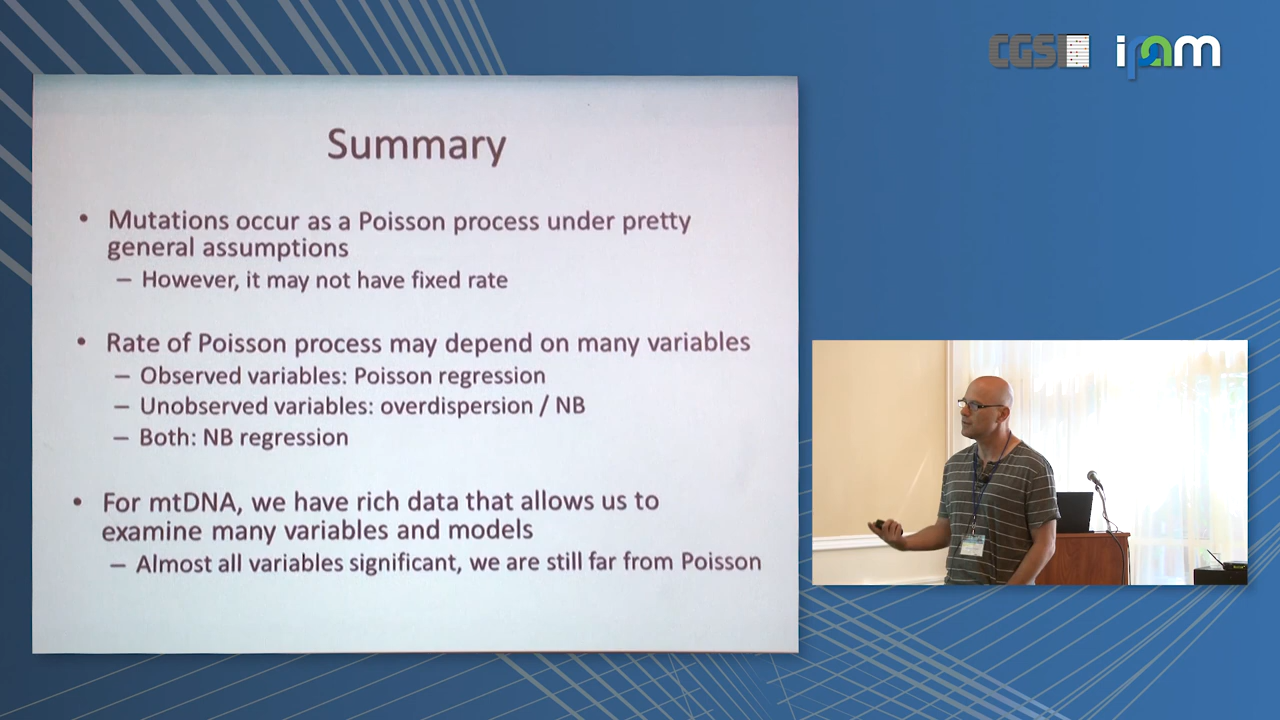 CGSI ipam
Summary
• Mutations occur as a Poisson process under pretty
general assumptions
– However, it may not have fixed rate
• Rate of Poisson process may depend on many variables
– Observed variables: Poisson regression
– Unobserved variables: overdispersion / NB
– Both: NB regression
• For mtDNA, we have rich data that allows us to
examine many variables and models
– Almost all variables significant, we are still far from Poisson